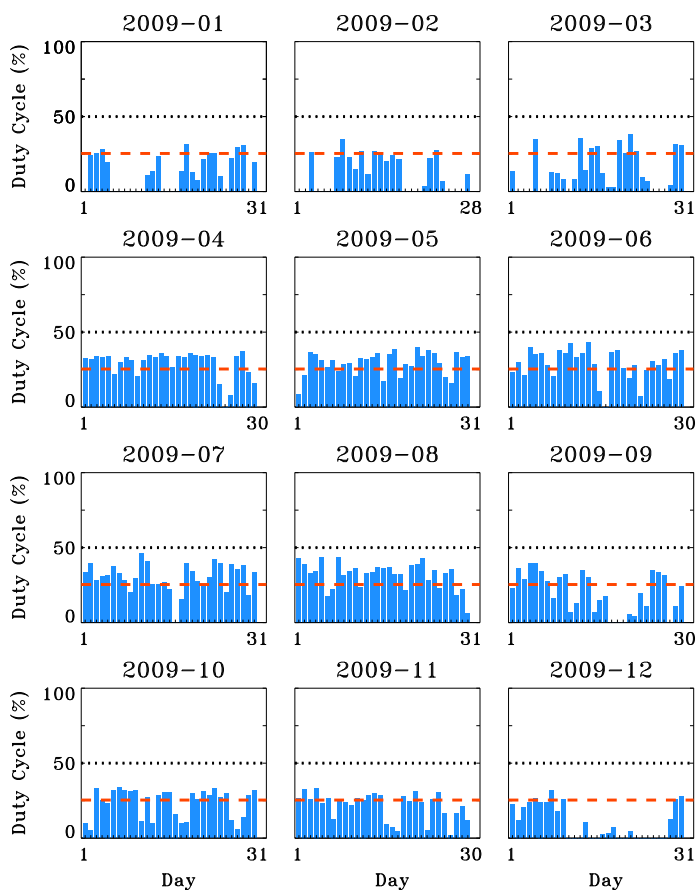 2009-01 2009-02 2009-03
Duty Cycle (%)
100
50
0
1 31 1 28 1 31
2009-04 2009-05 2009-06
Duty Cycle (%)
100
50
0
1 30 1 31 1 30
2009-07 2009-08 2009-09
Duty Cycle (%)
100
50
0
1 31 1 31 1 30
2009-10 2009-11 2009-12
Duty Cycle (%)
100
50
0
1 31 1 30 1 31
Day Day Day